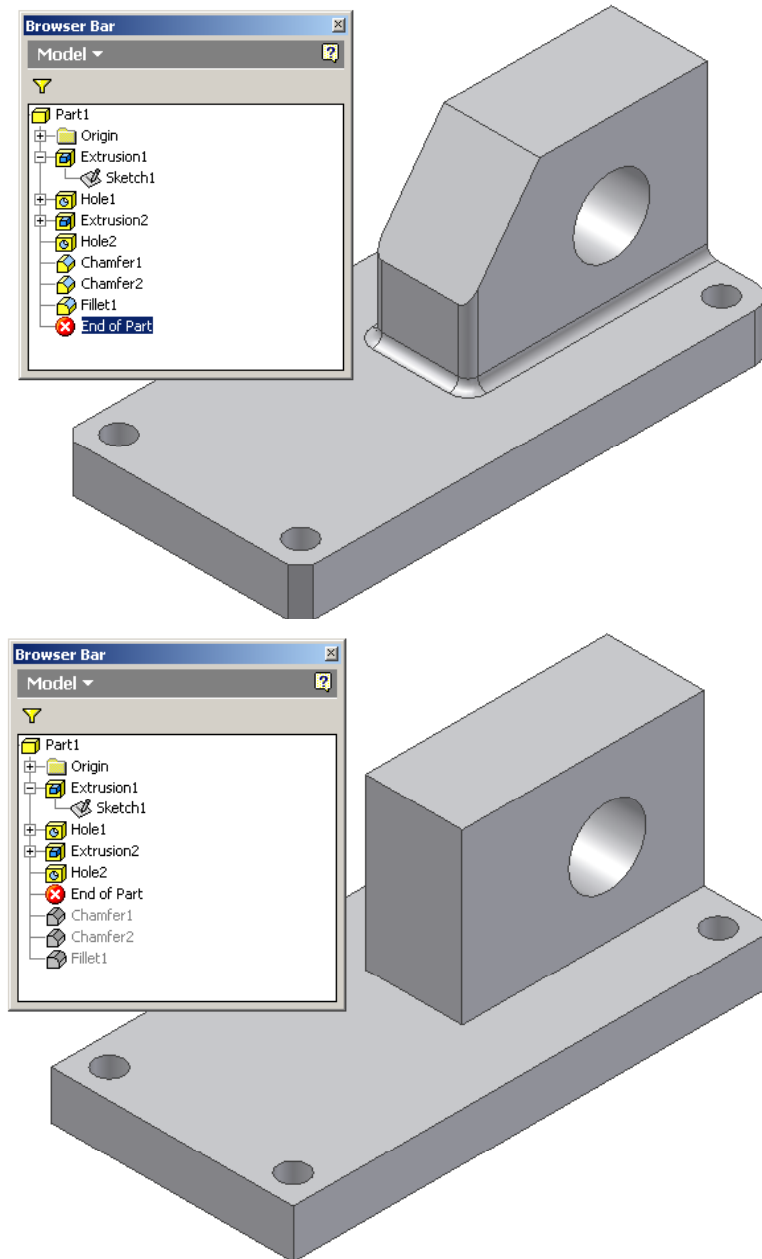 Browser Bar
Model
Part1
Origin
Extrusion1
Sketch1
Hole1
Extrusion2
Hole2
Chamfer1
Chamfer2
Fillet1
End of Part
Browser Bar
Model
Part1
Origin
Extrusion1
Sketch1
Hole1
Extrusion2
Hole2
End of Part
Chamfer1
Chamfer2
Fillet1